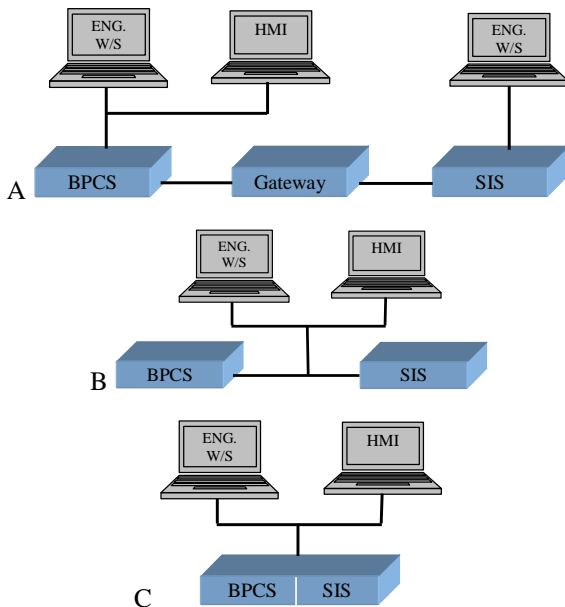 ENG.
W/S
HMI
ENG.
W/S
A
BPCS
Gateway
SIS
ENG.
W/S
HMI
B
BPCS
SIS
ENG.
W/S
HMI
C
BPCS
SIS